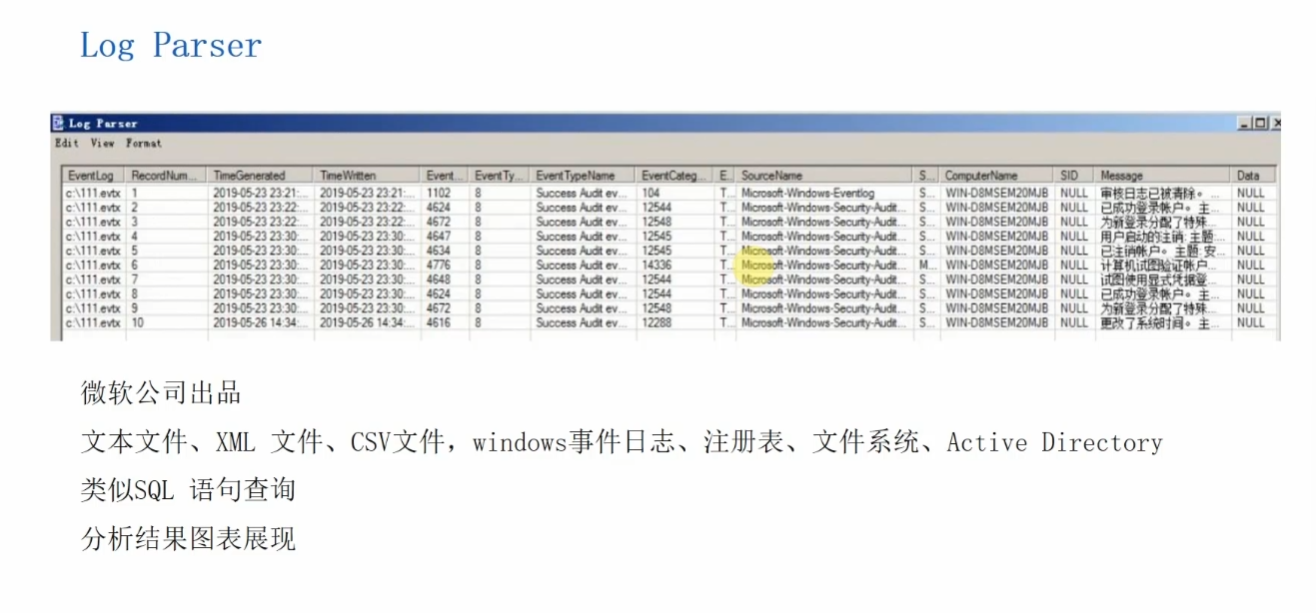 Log Parser
Log Parser
Edit View Format
EventLog RecordNum... TimeGenerated TimeWritten Event... EventTy... EventTypeName EventCateg... E... SourceName S... ComputerName SID Message Data
c:\111.evtx 1 2019-05-23 23:21:... 2019-05-23 23:21:... 1102 8 Success Audit ev... 104 T... Microsoft-Windows-Eventlog S... WIN-D8MSEM20MJB NULL 审核日志已被清除。 ... NULL
c:\111.evtx 2 2019-05-23 23:22:... 2019-05-23 23:22:... 4624 8 Success Audit ev... 12544 T... Microsoft-Windows-Security-Audit... S... WIN-D8MSEM20MJB NULL 已成功登录帐户。 主... NULL
c:\111.evtx 3 2019-05-23 23:22:... 2019-05-23 23:22:... 4672 8 Success Audit ev... 12548 T... Microsoft-Windows-Security-Audit... S... WIN-D8MSEM20MJB NULL 为新登录分配了特殊... NULL
c:\111.evtx 4 2019-05-23 23:30:... 2019-05-23 23:30:... 4647 8 Success Audit ev... 12545 T... Microsoft-Windows-Security-Audit... S... WIN-D8MSEM20MJB NULL 用户启动的注销: 主题:... NULL
c:\111.evtx 5 2019-05-23 23:30:... 2019-05-23 23:30:... 4634 8 Success Audit ev... 12545 T... Microsoft-Windows-Security-Audit... S... WIN-D8MSEM20MJB NULL 已注销帐户。 主题: 安... NULL
c:\111.evtx 6 2019-05-23 23:30:... 2019-05-23 23:30:... 4776 8 Success Audit ev... 14336 T... Microsoft-Windows-Security-Audit... M... WIN-D8MSEM20MJB NULL 计算机试图验证帐户... NULL
c:\111.evtx 7 2019-05-23 23:30:... 2019-05-23 23:30:... 4648 8 Success Audit ev... 12544 T... Microsoft-Windows-Security-Audit... S... WIN-D8MSEM20MJB NULL 试图使用显式凭据登... NULL
c:\111.evtx 8 2019-05-23 23:30:... 2019-05-23 23:30:... 4624 8 Success Audit ev... 12544 T... Microsoft-Windows-Security-Audit... S... WIN-D8MSEM20MJB NULL 已成功登录帐户。 主... NULL
c:\111.evtx 9 2019-05-23 23:30:... 2019-05-23 23:30:... 4672 8 Success Audit ev... 12548 T... Microsoft-Windows-Security-Audit... S... WIN-D8MSEM20MJB NULL 为新登录分配了特殊... NULL
c:\111.evtx 10 2019-05-26 14:34:... 2019-05-26 14:34:... 4616 8 Success Audit ev... 12288 T... Microsoft-Windows-Security-Audit... S... WIN-D8MSEM20MJB NULL 更改了系统时间。 主... NULL
微软公司出品
文本文件、XML 文件、CSV文件，windows事件日志、注册表、文件系统、Active Directory
类似SQL 语句查询
分析结果图表展现